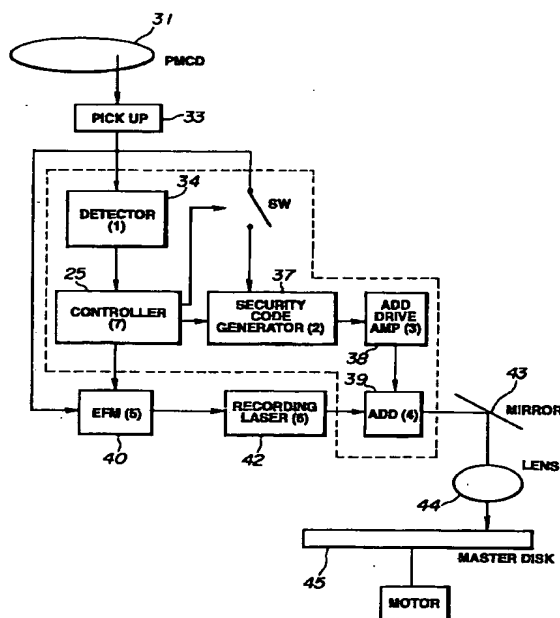 31
PMCD
PICK UP
33
34
DETECTOR
(1)
SW
25
CONTROLLER
(7)
37
SECURITY
CODE
GENERATOR (2)
ADD
DRIVE
AMP (3)
38
39
EFM (5)
40
RECORDING
LASER (6)
42
ADD (4)
43
MIRROR
LENS
44
MASTER DISK
45
MOTOR